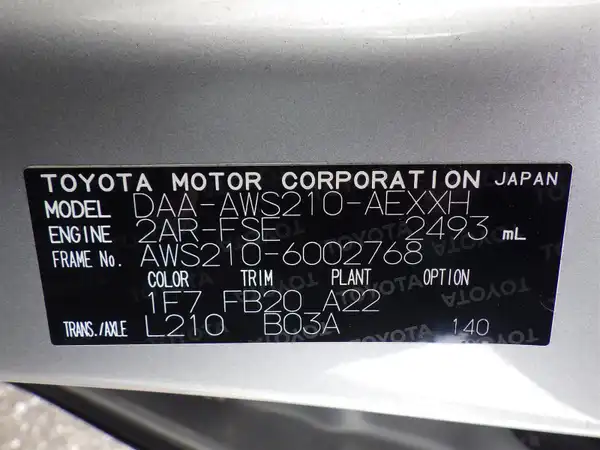 TOYOTA MOTOR CORPORATION JAPAN
MODEL DAA-AWS210-AEXXH
ENGINE 2AR-FSE 2493 mL
FRAME No. AWS210-6002768
COLOR TRIM PLANT OPTION
1F7 FB20 A22
TRANS./AXLE L210 B03A 140